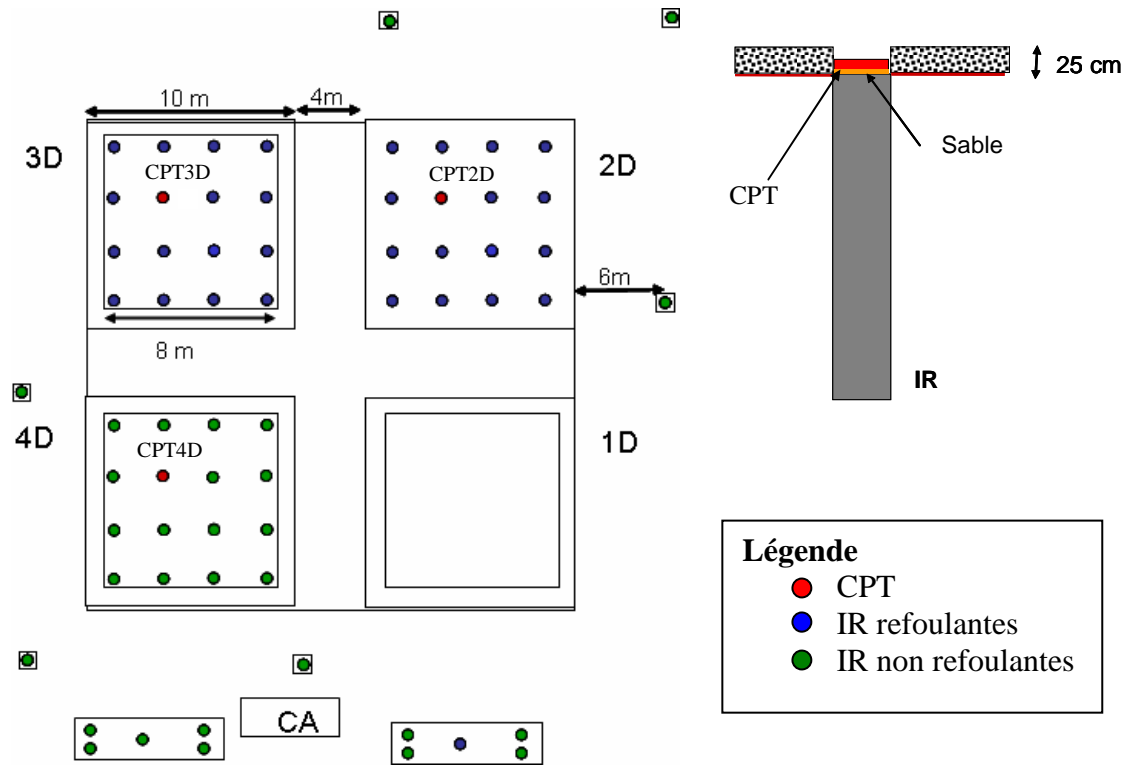 10 m
4m
3D
CPT3D
CPT2D
2D
6m
8 m
4D
CPT4D
1D
CA
25 cm
Sable
CPT
IR
Légende
CPT
IR refoulantes
IR non refoulantes